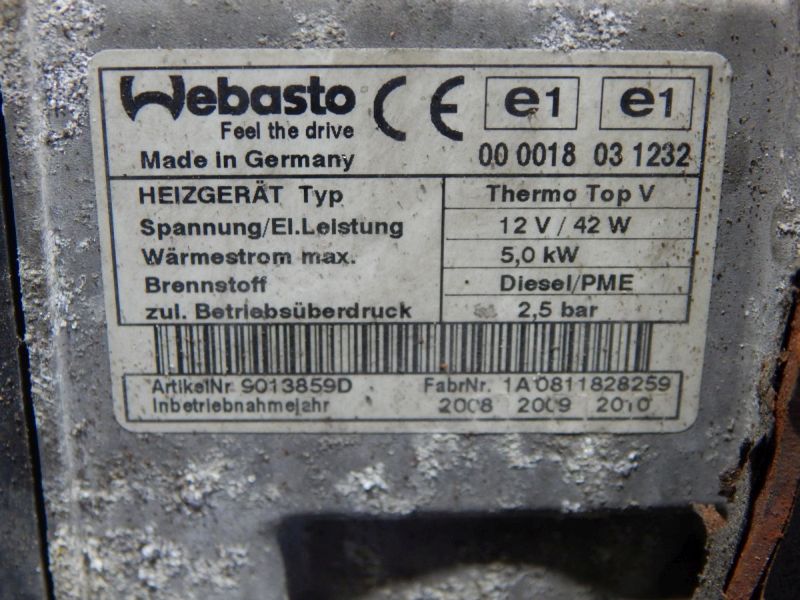 Webasto
Feel the drive
Made in Germany
CE e1 e1
00 0018 03 1232
HEIZGERÄT Typ Thermo Top V
Spannung/El.Leistung 12 V / 42 W
Wärmestrom max. 5,0 kW
Brennstoff Diesel/PME
zul. Betriebsüberdruck 2,5 bar
ArtikelNr. 9013859D FabrNr. 1A0811828259
Inbetriebnahmejahr 2008 2009 2010